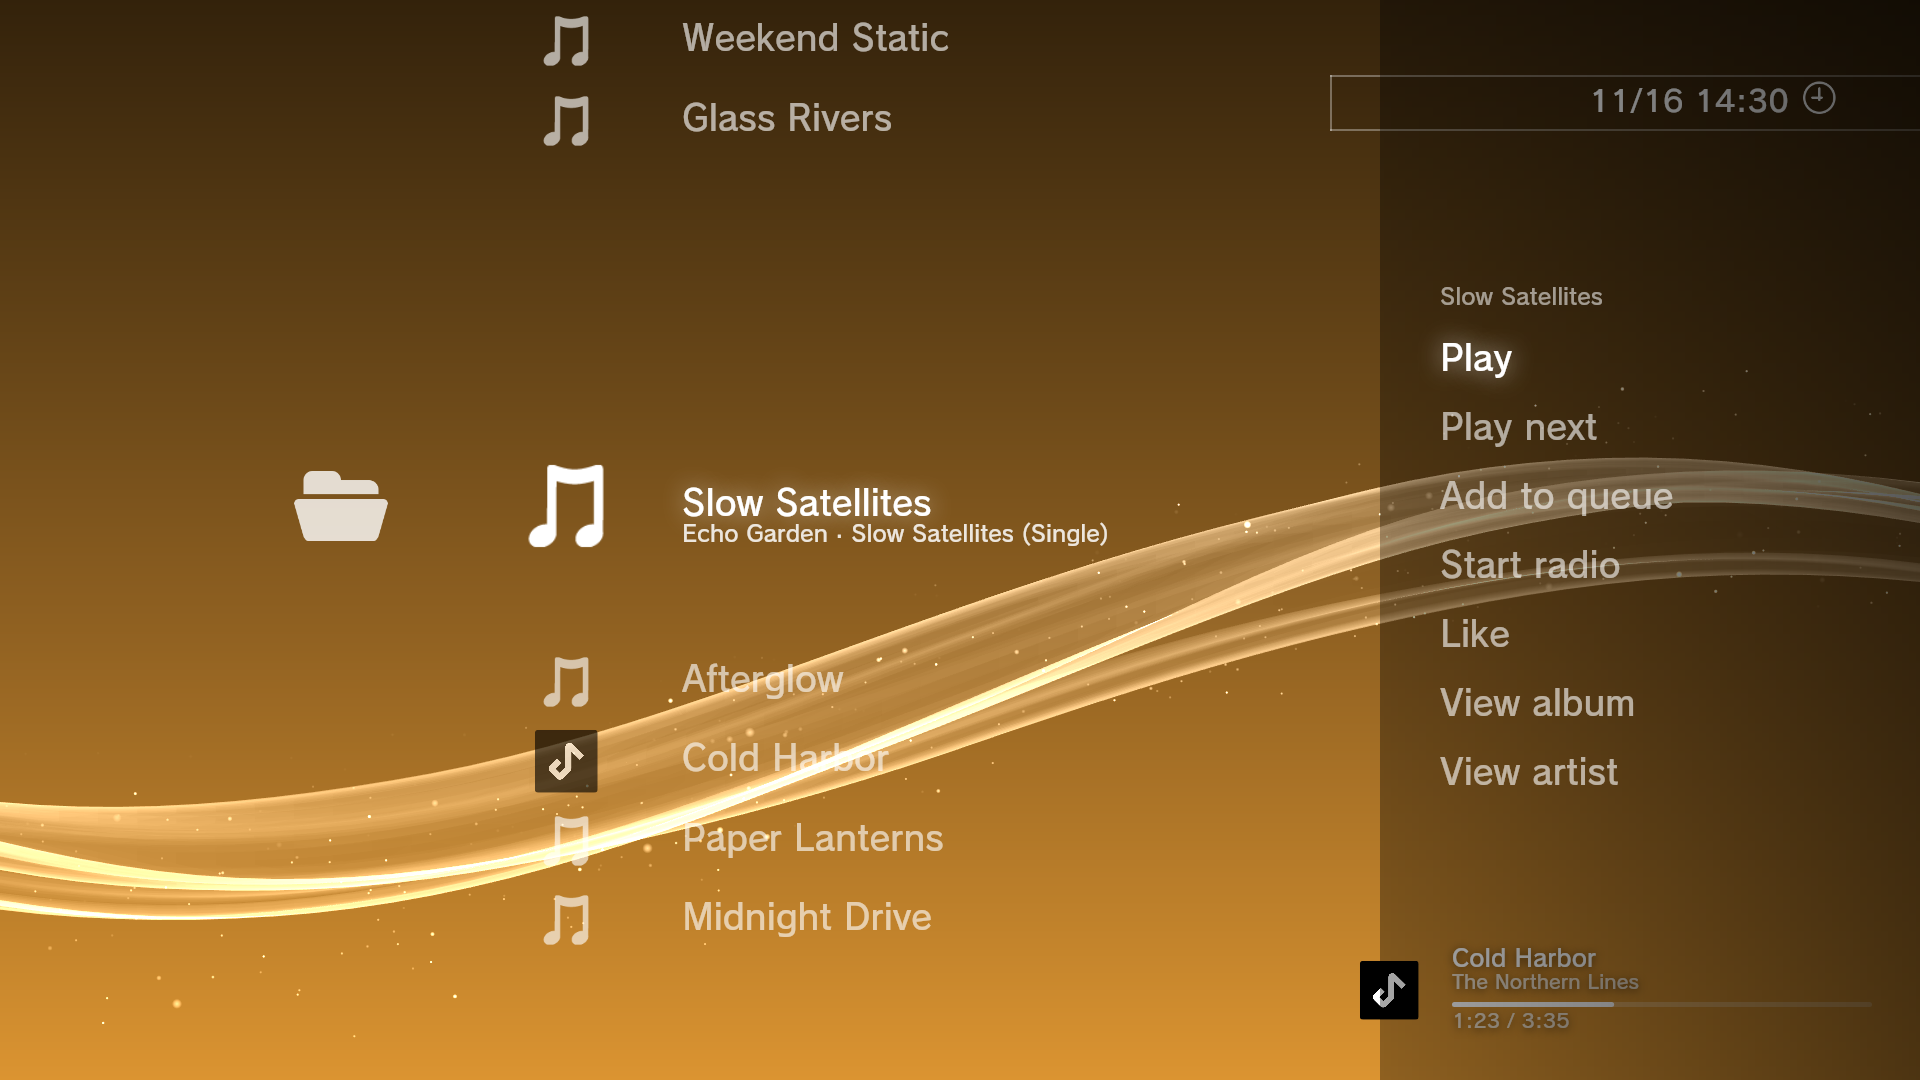 Weekend Static
Glass Rivers
11/16 14:30
Slow Satellites
Echo Garden · Slow Satellites (Single)
Afterglow
Cold Harbor
Paper Lanterns
Midnight Drive
Slow Satellites
Play
Play next
Add to queue
Start radio
Like
View album
View artist
Cold Harbor
The Northern Lines
1:23 / 3:35